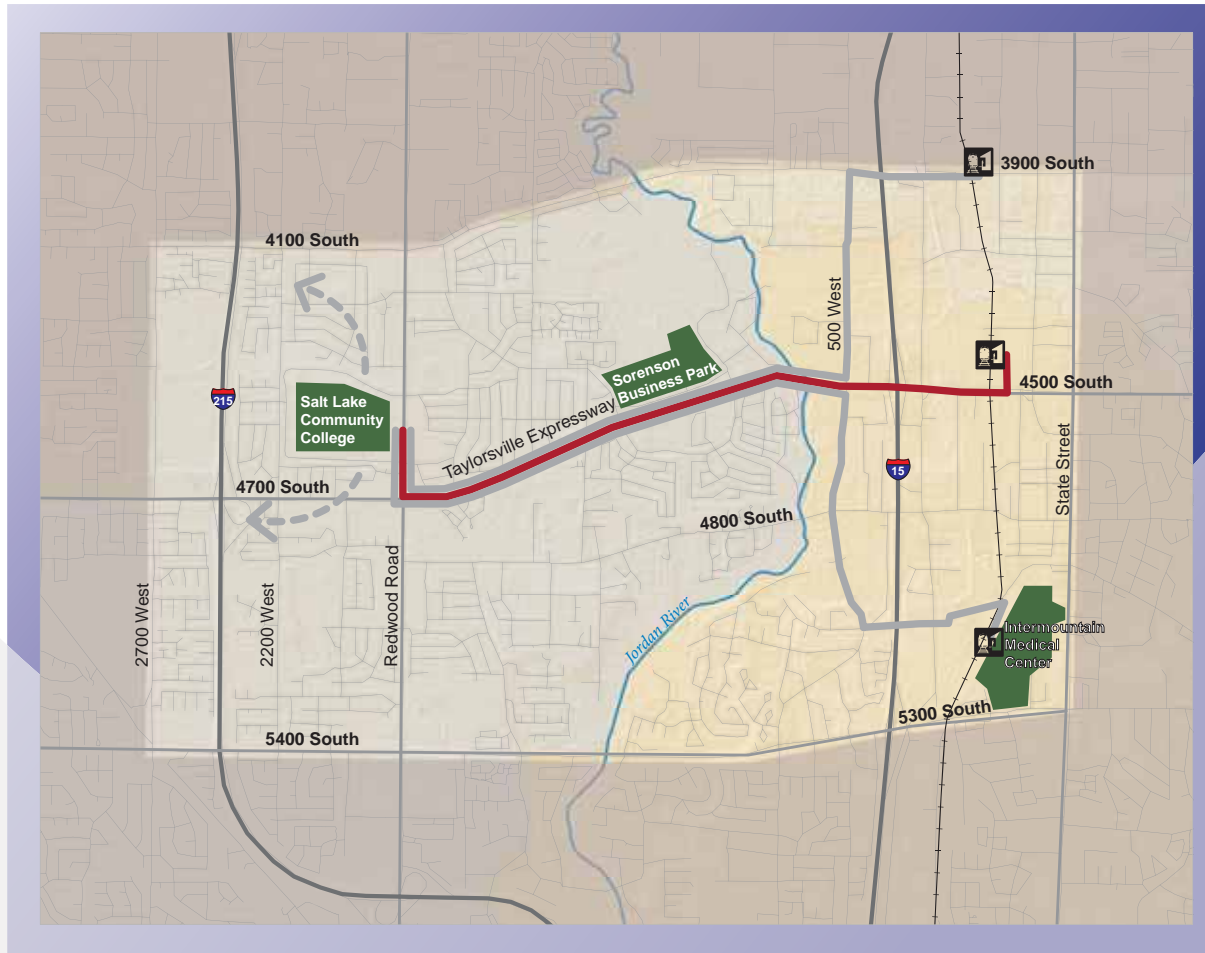 3900 South
4100 South
500 West
4500 South
Sorenson
Business Park
215
Salt Lake
Community
College
Taylorsville Expressway
15
4700 South
State Street
4800 South
2700 West
2200 West
Redwood Road
Jordan River
Intermountain
Medical
Center
5300 South
5400 South